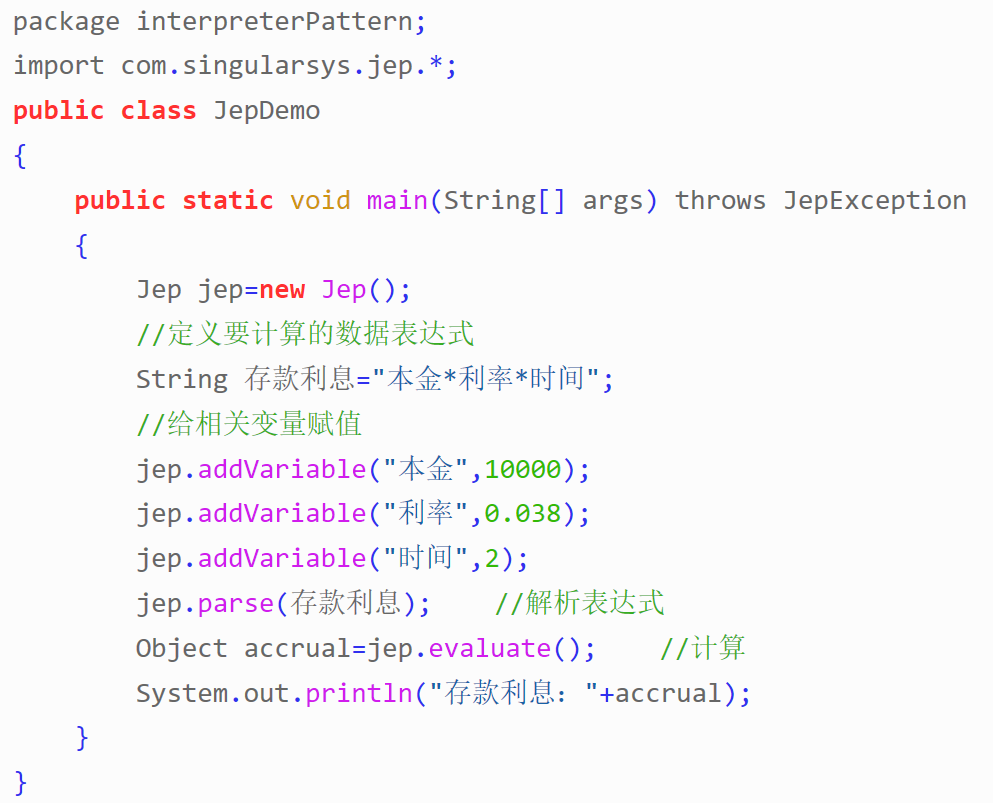 package interpreterPattern;
import com.singularsys.jep.*;
public class JepDemo
{
    public static void main(String[] args) throws JepException
    {
        Jep jep=new Jep();
        //定义要计算的数据表达式
        String 存款利息="本金*利率*时间";
        //给相关变量赋值
        jep.addVariable("本金",10000);
        jep.addVariable("利率",0.038);
        jep.addVariable("时间",2);
        jep.parse(存款利息);    //解析表达式
        Object accrual=jep.evaluate();    //计算
        System.out.println("存款利息："+accrual);
    }
}